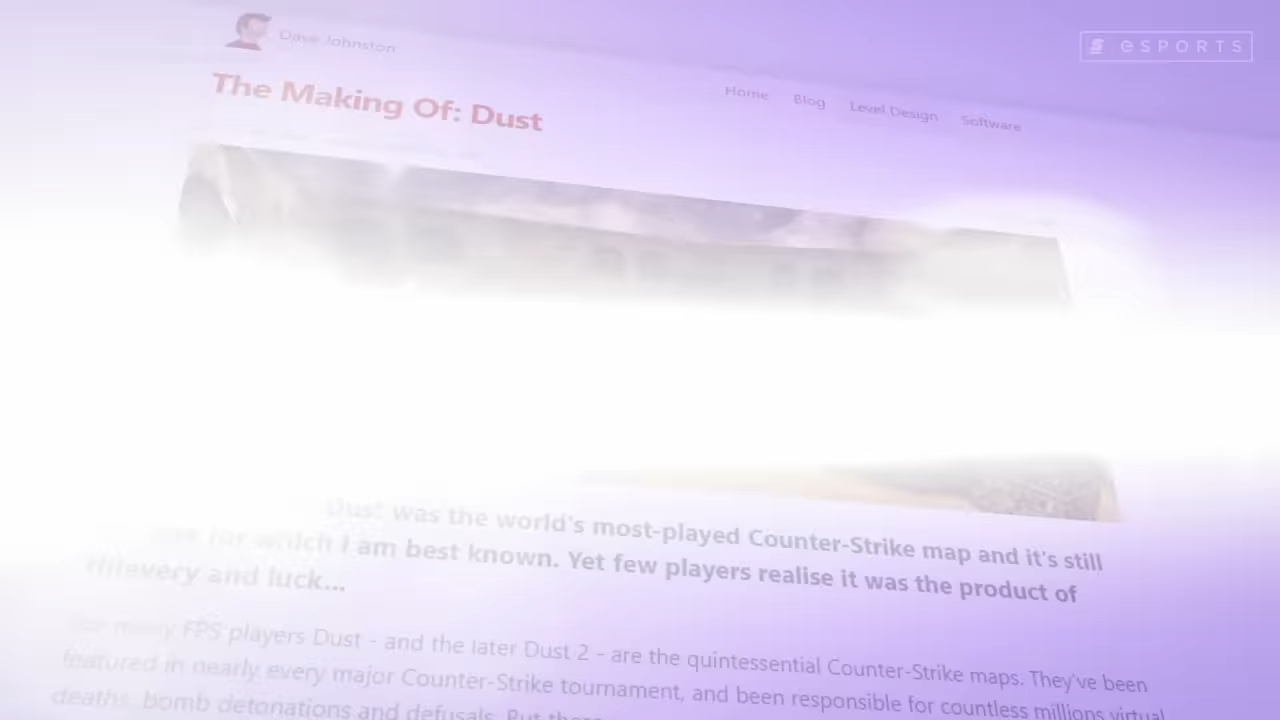 Dave Johnston
ESPORTS
The Making Of: Dust
Home Blog Level Design Software
Dust was the world's most-played Counter-Strike map and it's still
for which I am best known. Yet few players realise it was the product of
thievery and luck...
For many FPS players Dust - and the later Dust 2 - are the quintessential Counter-Strike maps. They've been
featured in nearly every major Counter-Strike tournament, and been responsible for countless millions virtual
deaths, bomb detonations and defusals. But